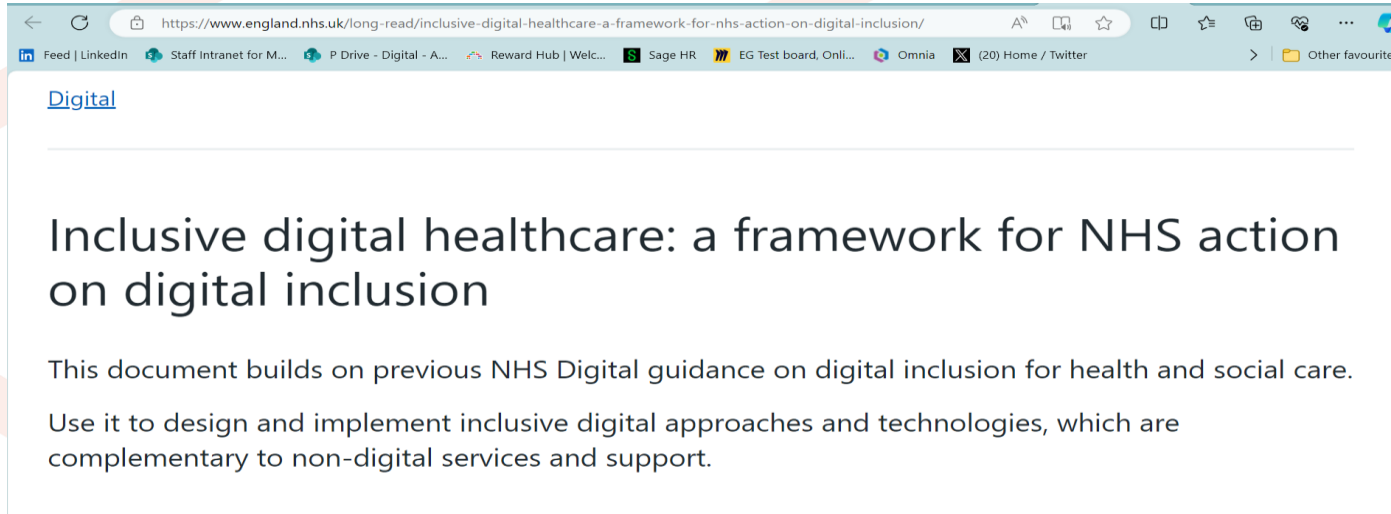 https://www.england.nhs.uk/long-read/inclusive-digital-healthcare-a-framework-for-nhs-action-on-digital-inclusion/
Feed | LinkedIn Staff Intranet for M... P Drive - Digital - A... Reward Hub | Welc... S Sage HR EG Test board, Onli... Omnia X (20) Home / Twitter > Other favourite
Digital
Inclusive digital healthcare: a framework for NHS action
on digital inclusion
This document builds on previous NHS Digital guidance on digital inclusion for health and social care.
Use it to design and implement inclusive digital approaches and technologies, which are
complementary to non-digital services and support.